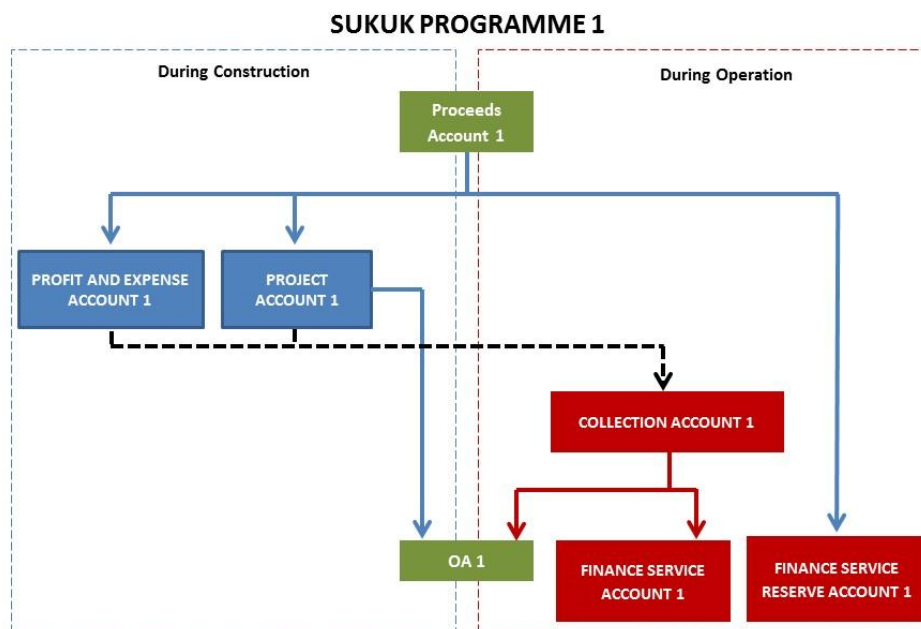 SUKUK PROGRAMME 1
During Construction
During Operation
Proceeds
Account 1
PROFIT AND EXPENSE
ACCOUNT 1
PROJECT
ACCOUNT 1
COLLECTION ACCOUNT 1
OA 1
FINANCE SERVICE
ACCOUNT 1
FINANCE SERVICE
RESERVE ACCOUNT 1